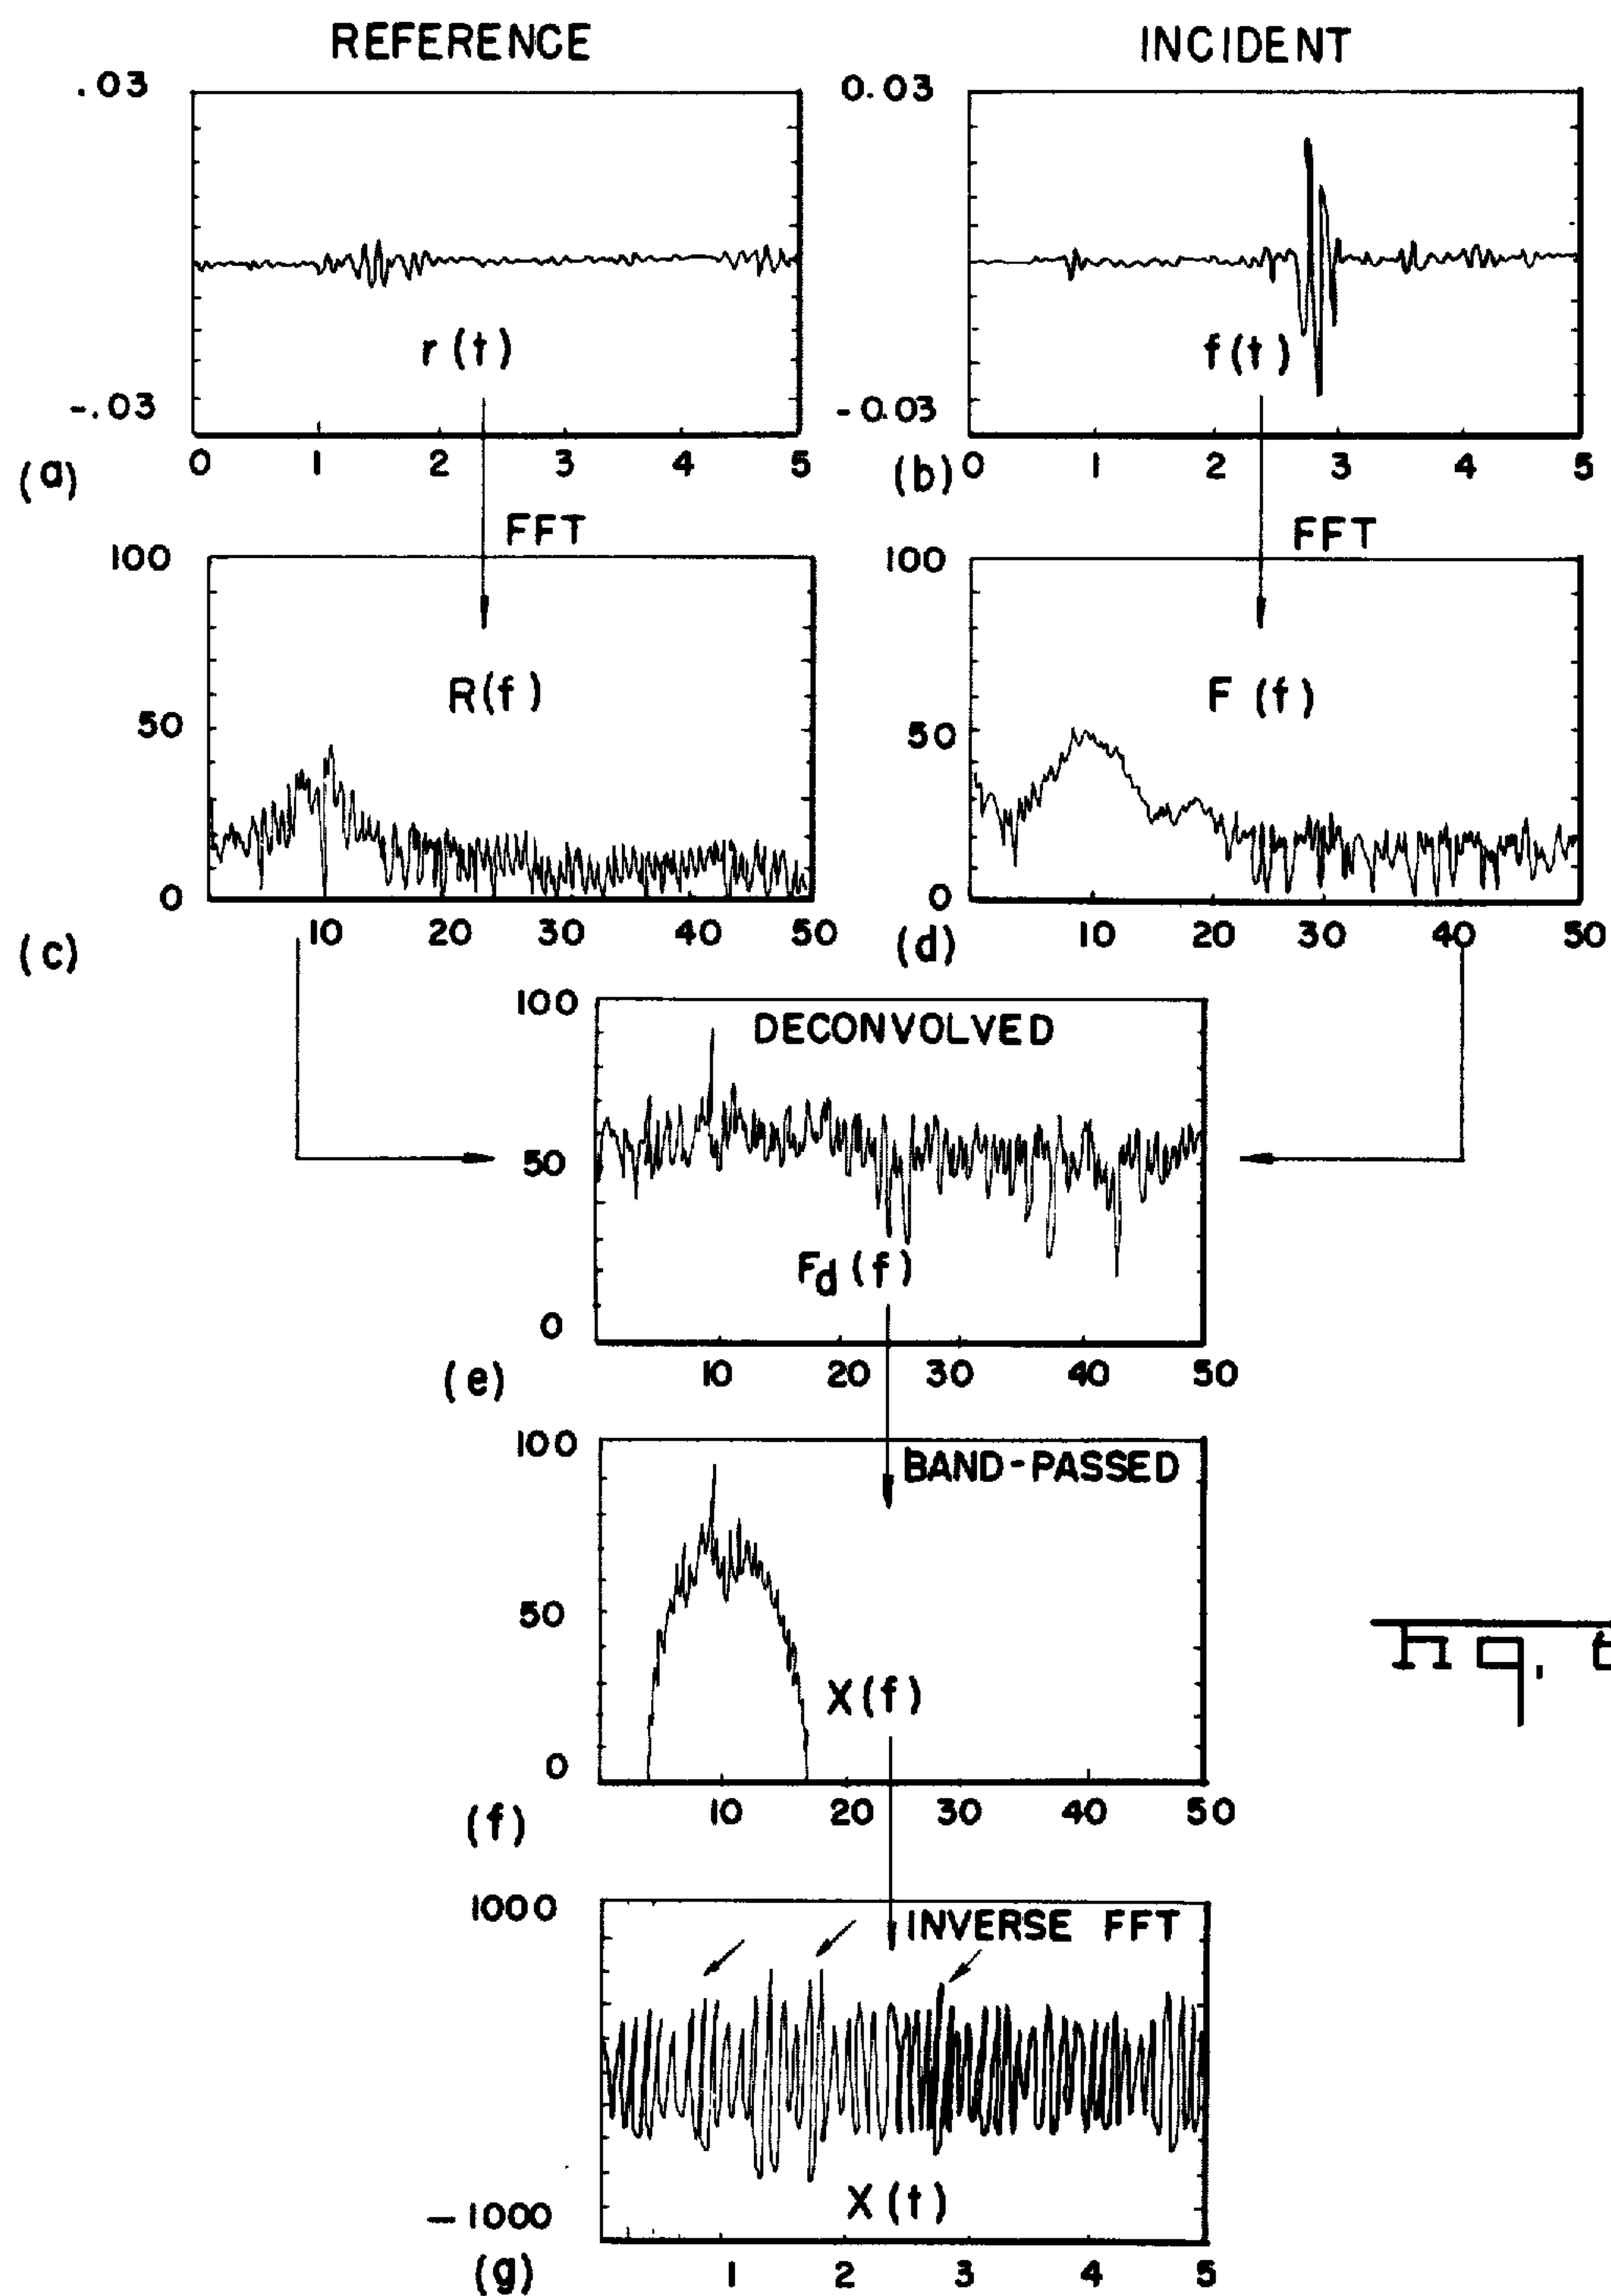 REFERENCE
.03
r(t)
-.03
0 1 2 3 4 5
(a)
INCIDENT
0.03
f(t)
-0.03
0 1 2 3 4 5
(b)
FFT
100
R(f)
50
0
10 20 30 40 50
(c)
FFT
100
F (f)
50
0
10 20 30 40 50
(d)
100
DECONVOLVED
50
Fd (f)
0
10 20 30 40 50
(e)
100
BAND-PASSED
50
X(f)
0
10 20 30 40 50
(f)
1000
INVERSE FFT
X(t)
-1000
1 2 3 4 5
(g)